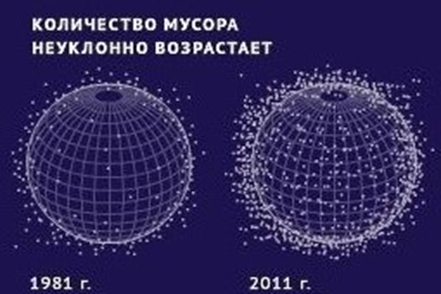 КОЛИЧЕСТВО МУСОРА
НЕУКЛОННО ВОЗРАСТАЕТ
1981 г.
2011 г.